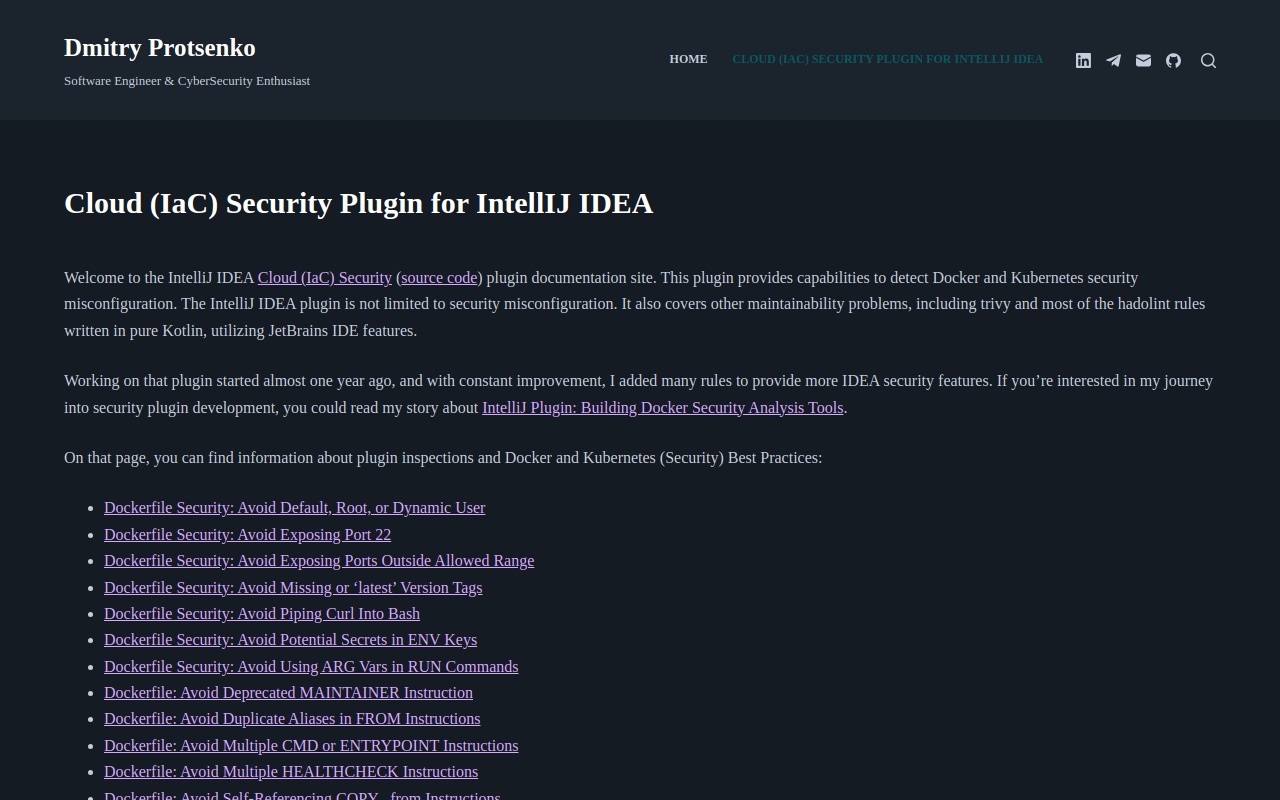 Dmitry Protsenko
Software Engineer & CyberSecurity Enthusiast
HOME
CLOUD (IAC) SECURITY PLUGIN FOR INTELLIJ IDEA
Cloud (IaC) Security Plugin for IntellIJ IDEA
Welcome to the IntelliJ IDEA Cloud (IaC) Security (source code) plugin documentation site. This plugin provides capabilities to detect Docker and Kubernetes security
misconfiguration. The IntelliJ IDEA plugin is not limited to security misconfiguration. It also covers other maintainability problems, including trivy and most of the hadolint rules
written in pure Kotlin, utilizing JetBrains IDE features.
Working on that plugin started almost one year ago, and with constant improvement, I added many rules to provide more IDEA security features. If you’re interested in my journey
into security plugin development, you could read my story about IntelliJ Plugin: Building Docker Security Analysis Tools.
On that page, you can find information about plugin inspections and Docker and Kubernetes (Security) Best Practices:
Dockerfile Security: Avoid Default, Root, or Dynamic User
Dockerfile Security: Avoid Exposing Port 22
Dockerfile Security: Avoid Exposing Ports Outside Allowed Range
Dockerfile Security: Avoid Missing or ‘latest’ Version Tags
Dockerfile Security: Avoid Piping Curl Into Bash
Dockerfile Security: Avoid Potential Secrets in ENV Keys
Dockerfile Security: Avoid Using ARG Vars in RUN Commands
Dockerfile: Avoid Deprecated MAINTAINER Instruction
Dockerfile: Avoid Duplicate Aliases in FROM Instructions
Dockerfile: Avoid Multiple CMD or ENTRYPOINT Instructions
Dockerfile: Avoid Multiple HEALTHCHECK Instructions
Dockerfile: Avoid Self-Referencing COPY –from Instructions